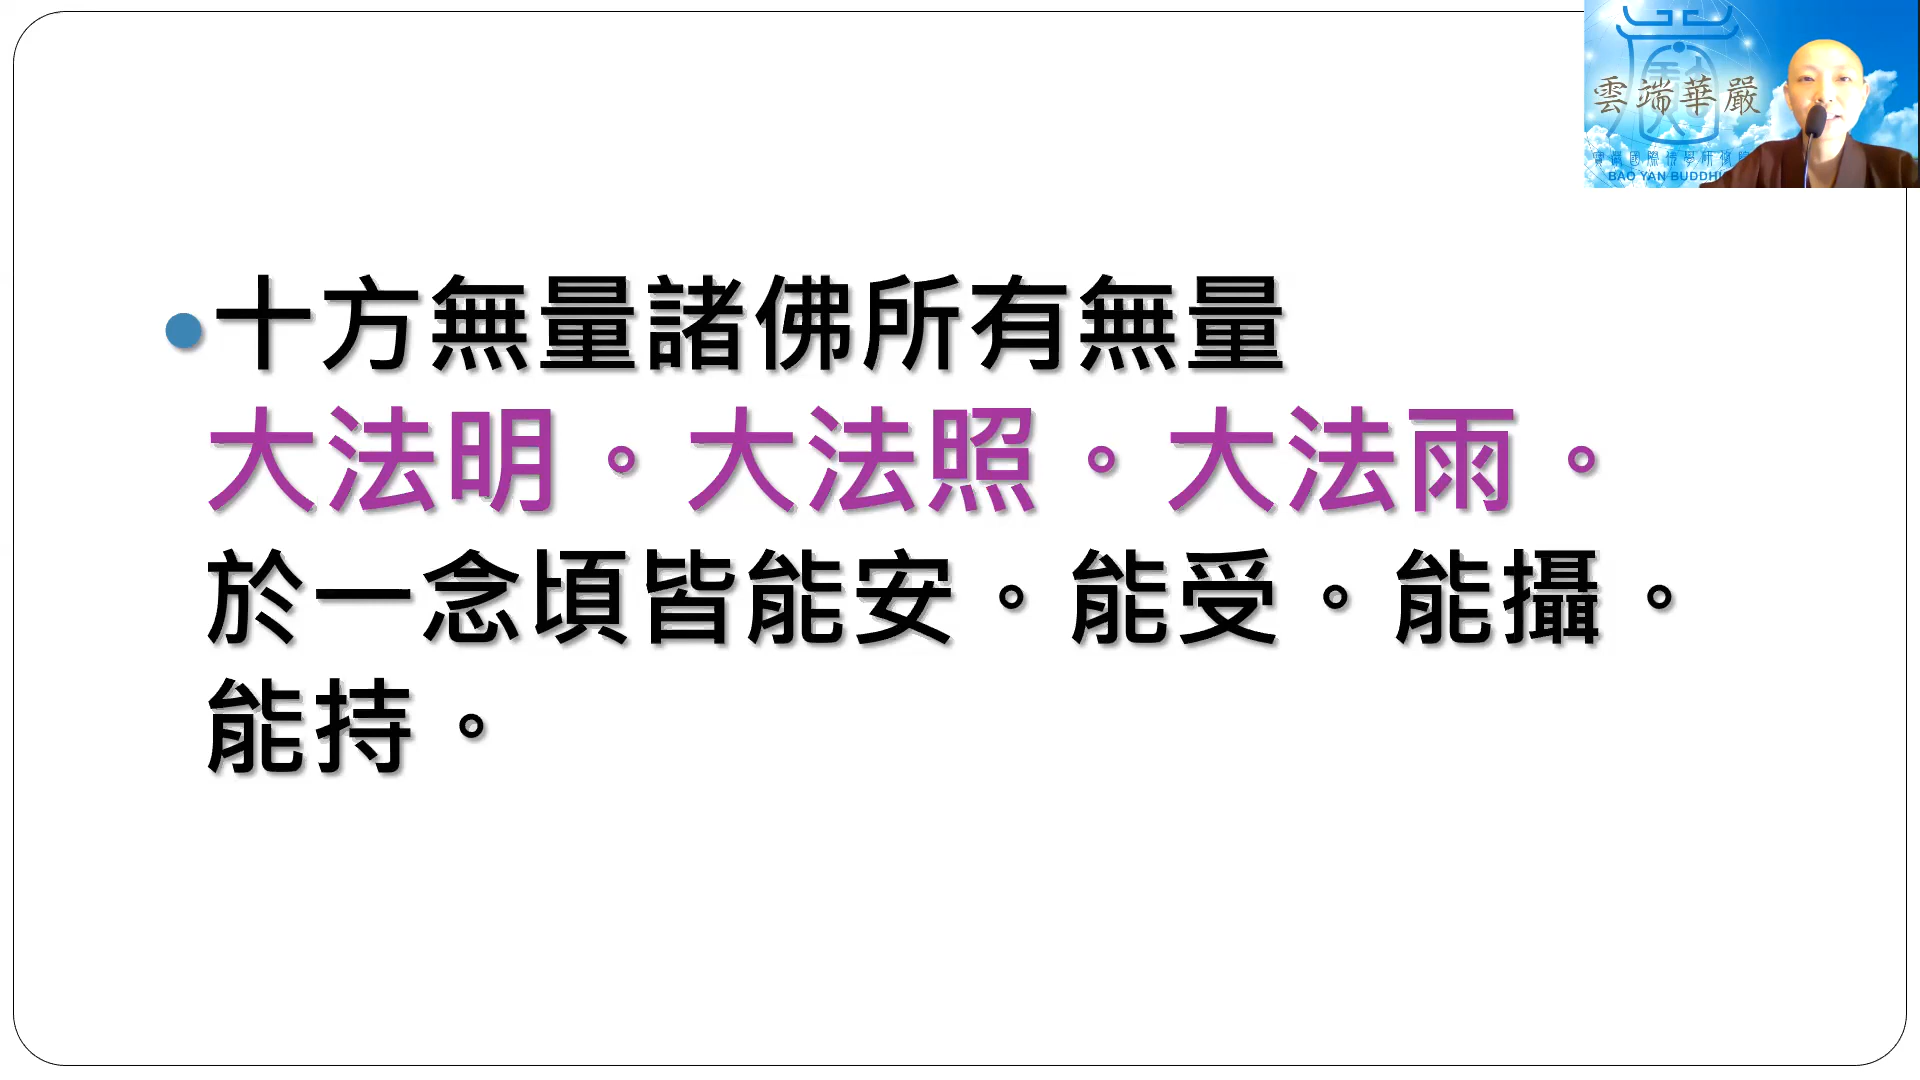 雲端華嚴
寶嚴國際佛學研修院
BAO YAN BUDDHI
十方無量諸佛所有無量
大法明。大法照。大法雨。
於一念頃皆能安。能受。能攝。
能持。